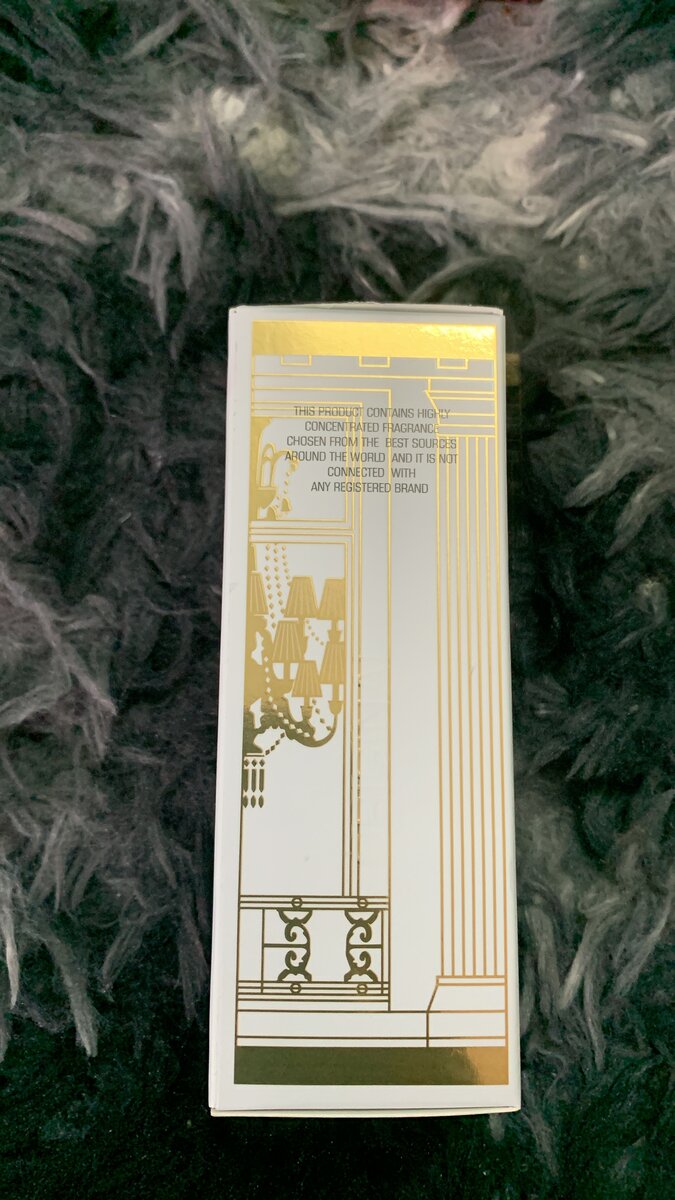 THIS PRODUCT CONTAINS HIGHLY
CONCENTRATED FRAGRANCE
CHOSEN FROM THE BEST SOURCES
AROUND THE WORLD AND IT IS NOT
CONNECTED WITH
ANY REGISTERED BRAND